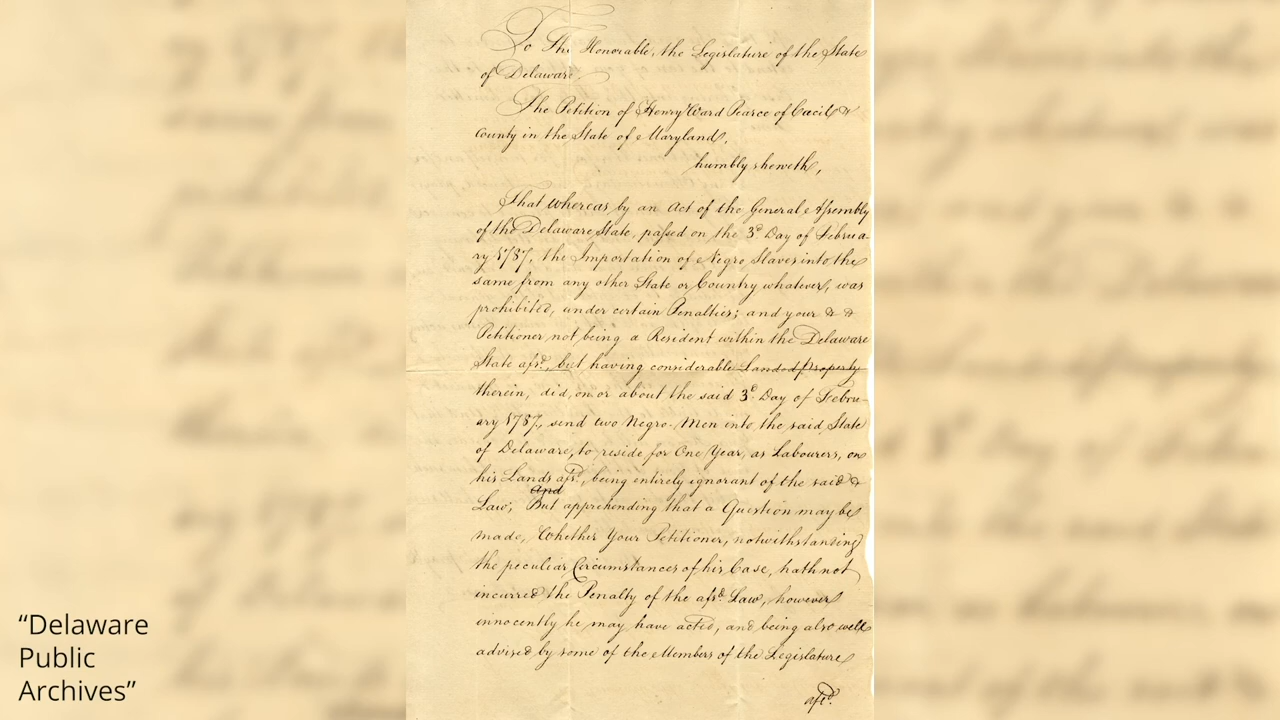 To The Honorable, the Legislature of the State
of Delaware.
The Petition of Henry Ward Pearce of Cecil &
County in the State of Maryland,
humbly sheweth,
That whereas by an Act of the General Assembly
of the Delaware State, passed on the 3d. Day of Februa-
ry 1787, the Importation of Negro Slaves into the
same from any other State or Country whatever, was
prohibited, under certain Penalties; and your & &
Petitioner not being a Resident within the Delaware
State afsd., but having considerable Landed Property
therein, did, on or about the said 3d. Day of Febru-
ary 1787, send two Negro-Men into the said State
of Delaware, to reside for One Year, as Labourers, on
his Lands afsd., being entirely ignorant of the said &
and
Law; But apprehending that a Question may be
made, Whether Your Petitioner, notwithstanding
the peculiar Circumstances of his Case, hath not
incurred the Penalty of the afsd. Law, however
innocently he may have acted, and being also well
advised by some of the Members of the Legislature
afsd.
“Delaware
Public
Archives”